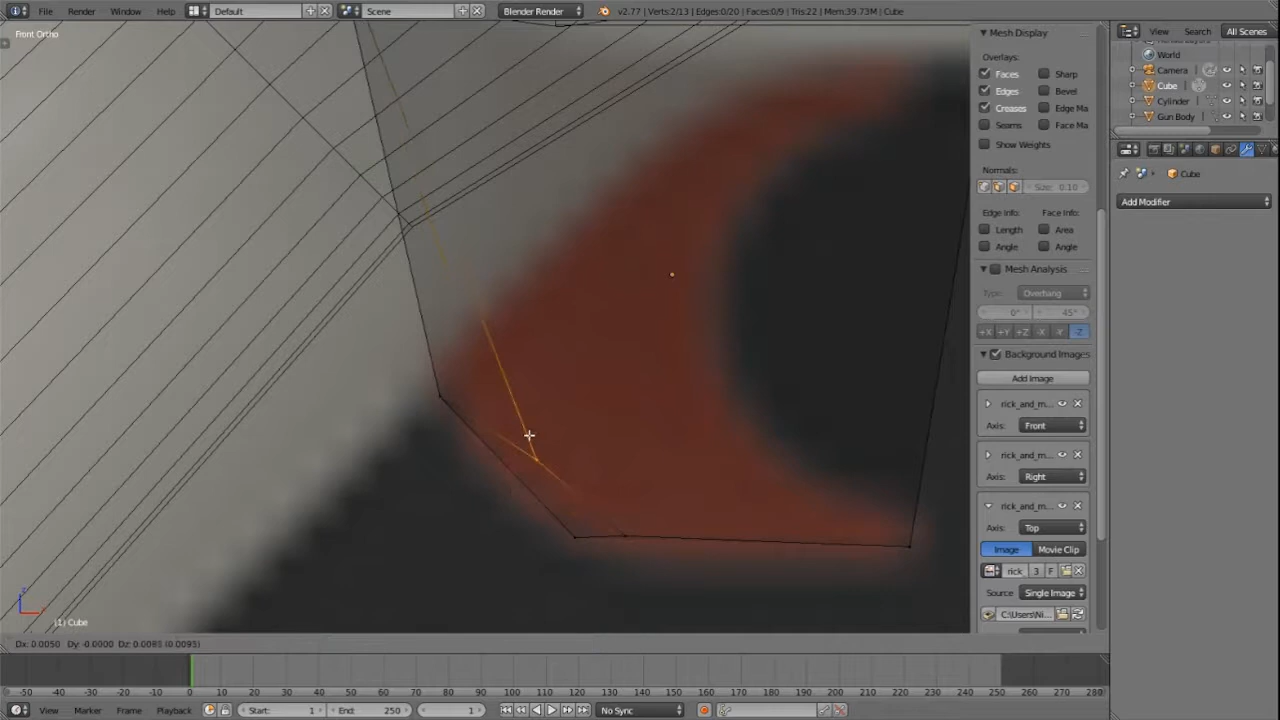 File Render Window Help Default Scene Blender Render v2.77 | Verts:2/13 | Edges:0/20 | Faces:0/9 | Tris:22 | Mem:39.73M | Cube
Front Ortho
Mesh Display
Overlays:
Faces Sharp
Edges Bevel
Creases Edge Ma
Seams Face Ma
Show Weights
Normals:
Size: 0.10
Edge Info: Face Info:
Length Area
Angle Angle
Mesh Analysis
Type: Overhang
0° 45°
+X +Y +Z -X -Y -Z
Background Images
Add Image
rick_and_m...
Axis: Front
rick_and_m...
Axis: Right
rick_and_m...
Axis: Top
Image Movie Clip
rick 3 F
Source Single Image
C:\Users\Ni...
View Search All Scenes
World
Camera
Cube
Cylinder
Gun Body
Cube
Add Modifier
(1) Cube
Dx: 0.0050 Dy: -0.0000 Dz: 0.0085 (0.0095)
-50 -40 -30 -20 -10 0 10 20 30 40 50 60 70 80 90 100 110 120 130 140 150 160 170 180 190 200 210 220 230 240 250 260 270 280
View Marker Frame Playback Start: 1 End: 250 1 No Sync